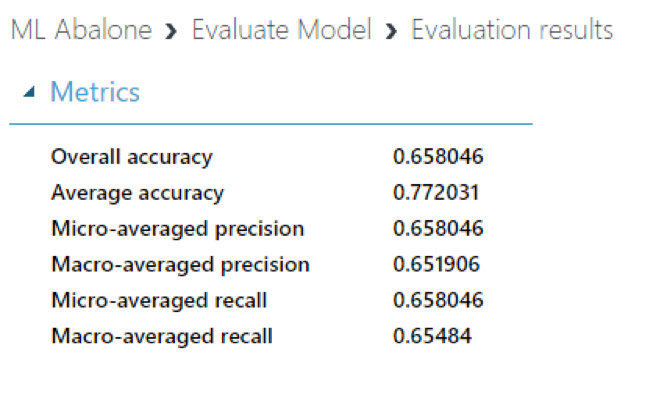 ML Abalone › Evaluate Model › Evaluation results
Metrics
Overall accuracy 0.658046
Average accuracy 0.772031
Micro-averaged precision 0.658046
Macro-averaged precision 0.651906
Micro-averaged recall 0.658046
Macro-averaged recall 0.65484